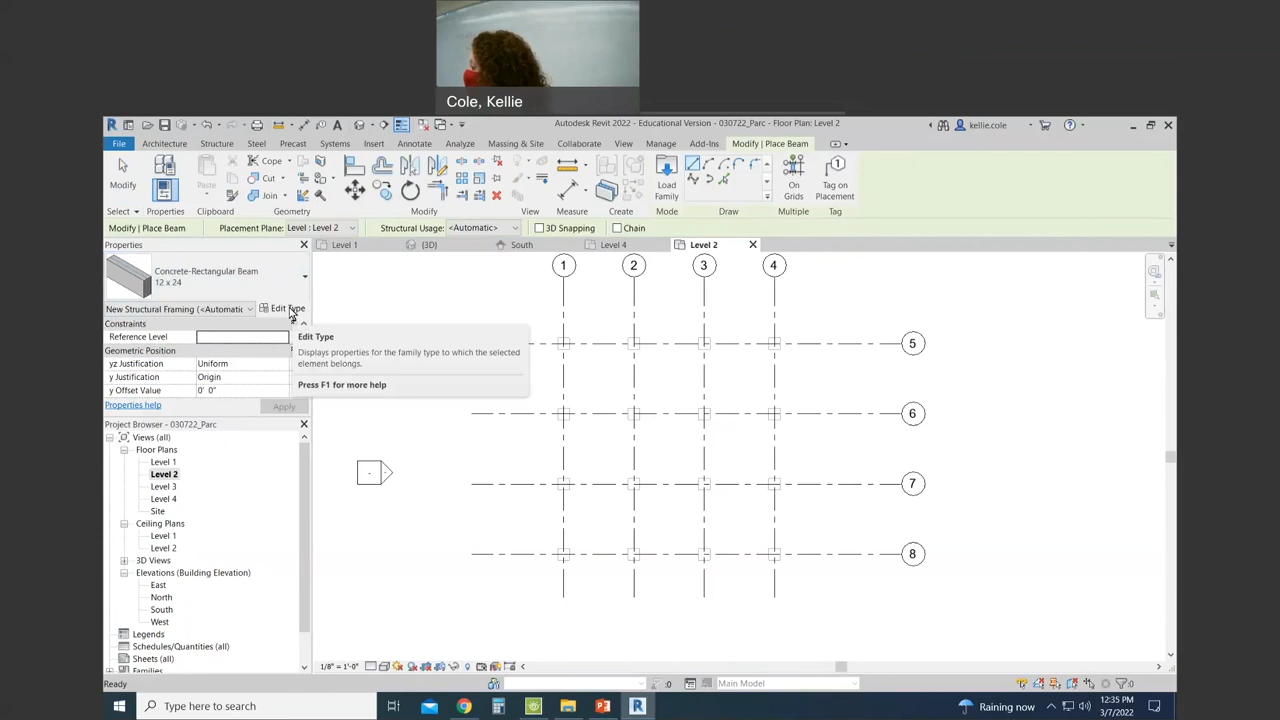 Cole, Kellie
Autodesk Revit 2022 - Educational Version - 030722_Parc - Floor Plan: Level 2
kellie.cole
File Architecture Structure Steel Precast Systems Insert Annotate Analyze Massing & Site Collaborate View Manage Add-Ins Modify | Place Beam
Modify
Paste
Cope
Cut
Join
Load
Family
On
Grids
Tag on
Placement
Select Properties Clipboard Geometry Modify View Measure Create Mode Draw Multiple Tag
Modify | Place Beam Placement Plane: Level : Level 2 Structural Usage: <Automatic> 3D Snapping Chain
Properties
Level 1 {3D} South Level 4 Level 2
Concrete-Rectangular Beam
12 x 24
New Structural Framing (<Automatic Edit Type
Constraints
Reference Level
Geometric Position
yz Justification Uniform
y Justification Origin
y Offset Value 0' 0"
Properties help Apply
Edit Type
Displays properties for the family type to which the selected
element belongs.
Press F1 for more help
Project Browser - 030722_Parc
Views (all)
Floor Plans
Level 1
Level 2
Level 3
Level 4
Site
Ceiling Plans
Level 1
Level 2
3D Views
Elevations (Building Elevation)
East
North
South
West
Legends
Schedules/Quantities (all)
Sheets (all)
Families
1 2 3 4
5
6
7
8
1/8" = 1'-0"
Ready
:0
Main Model
:0
Type here to search
Raining now
12:35 PM
3/7/2022